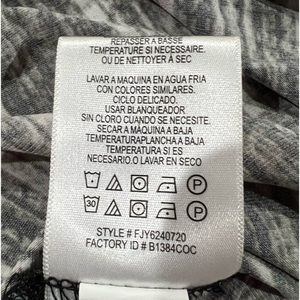 REPASSER A BASSE
TEMPERATURE SI NECESSAIRE.
OU DE NETTOYER À SEC
LAVAR A MAQUINA EN AGUA FRIA
CON COLORES SIMILARES.
CICLO DELICADO.
USAR BLANQUEADOR
SIN CLORO CUANDO SE NECESARIO.
SECAR A MAQUINA A BAJA
TEMPERATURAPLANCHA A BAJA
TEMPERATURA SI ES
NECESARIO.O LAVAR EN SECO
P
30 P
STYLE # FJY6240720
FACTORY ID # B1384COC